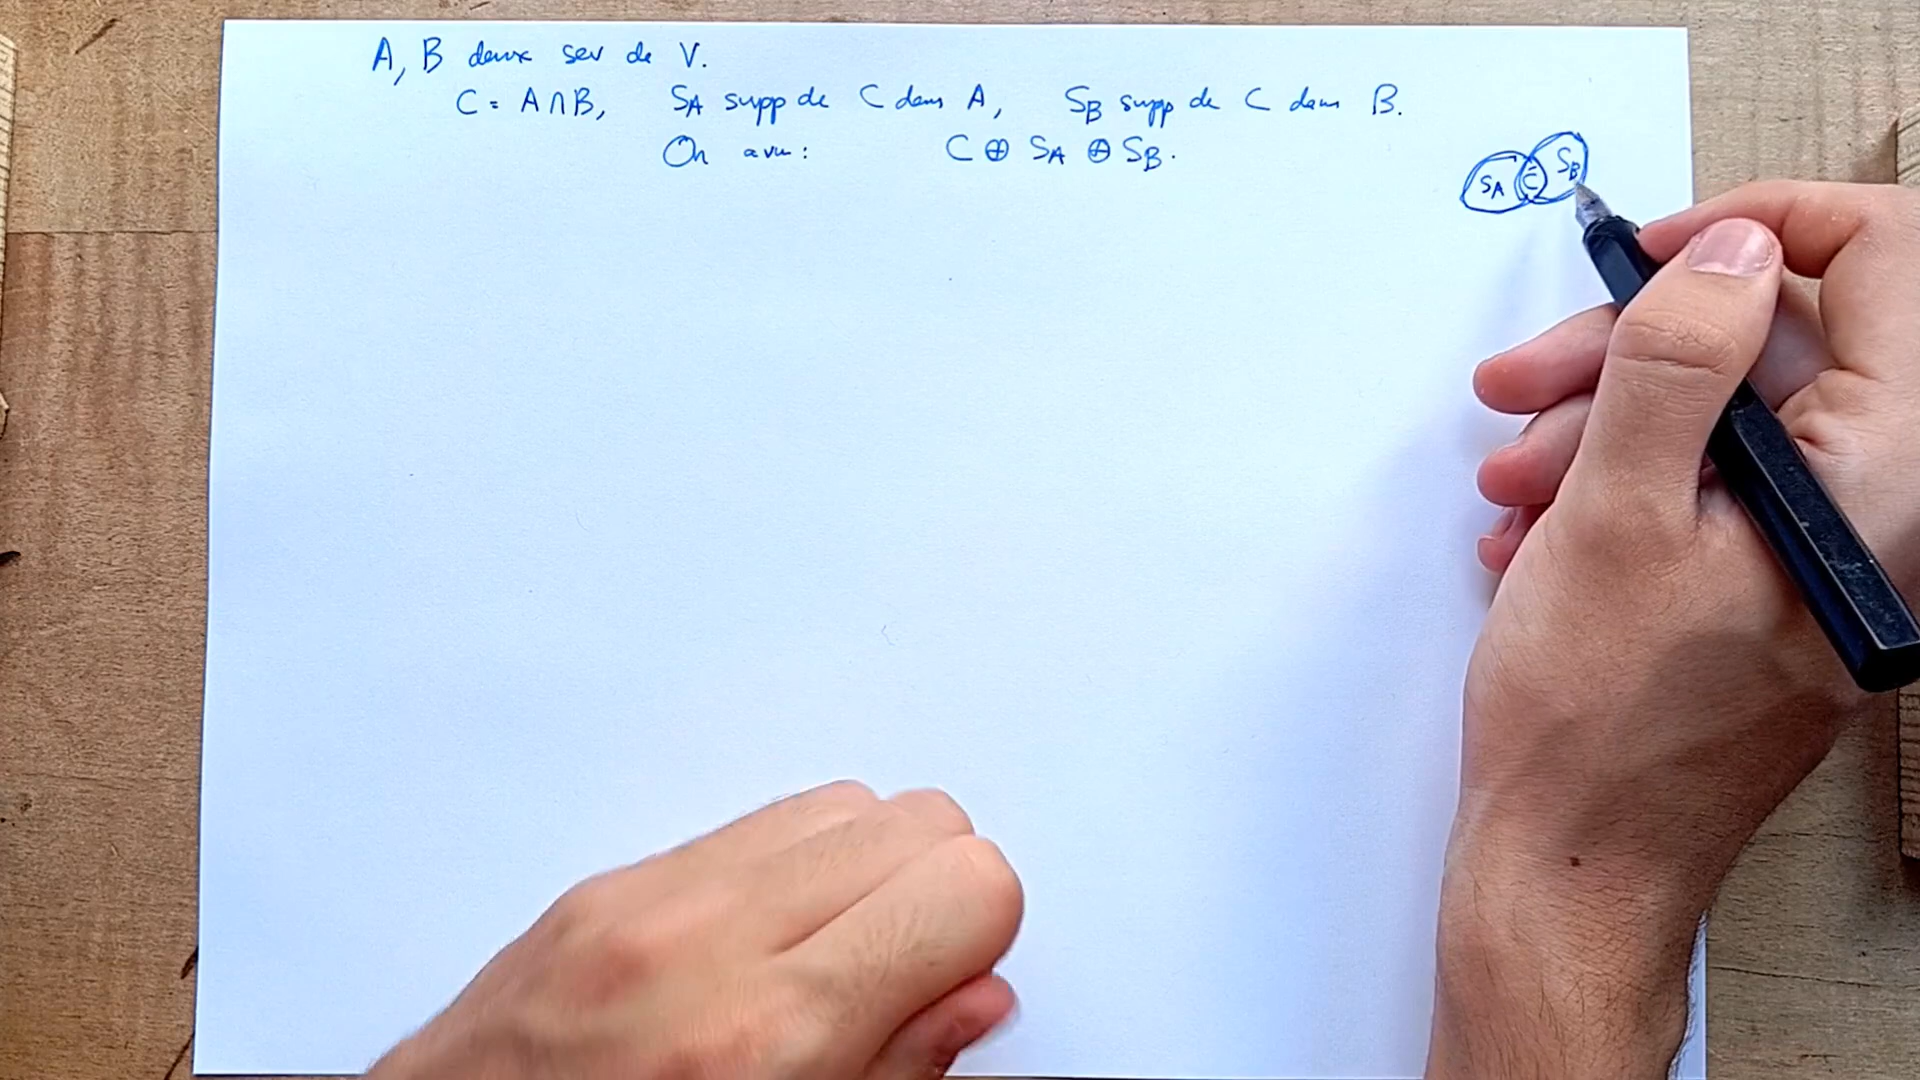 A, B deux sev de V.
C = A ∩ B, S_A supp de C dans A, S_B supp de C dans B.
On a vu : C ⊕ S_A ⊕ S_B.
S_A C S_B